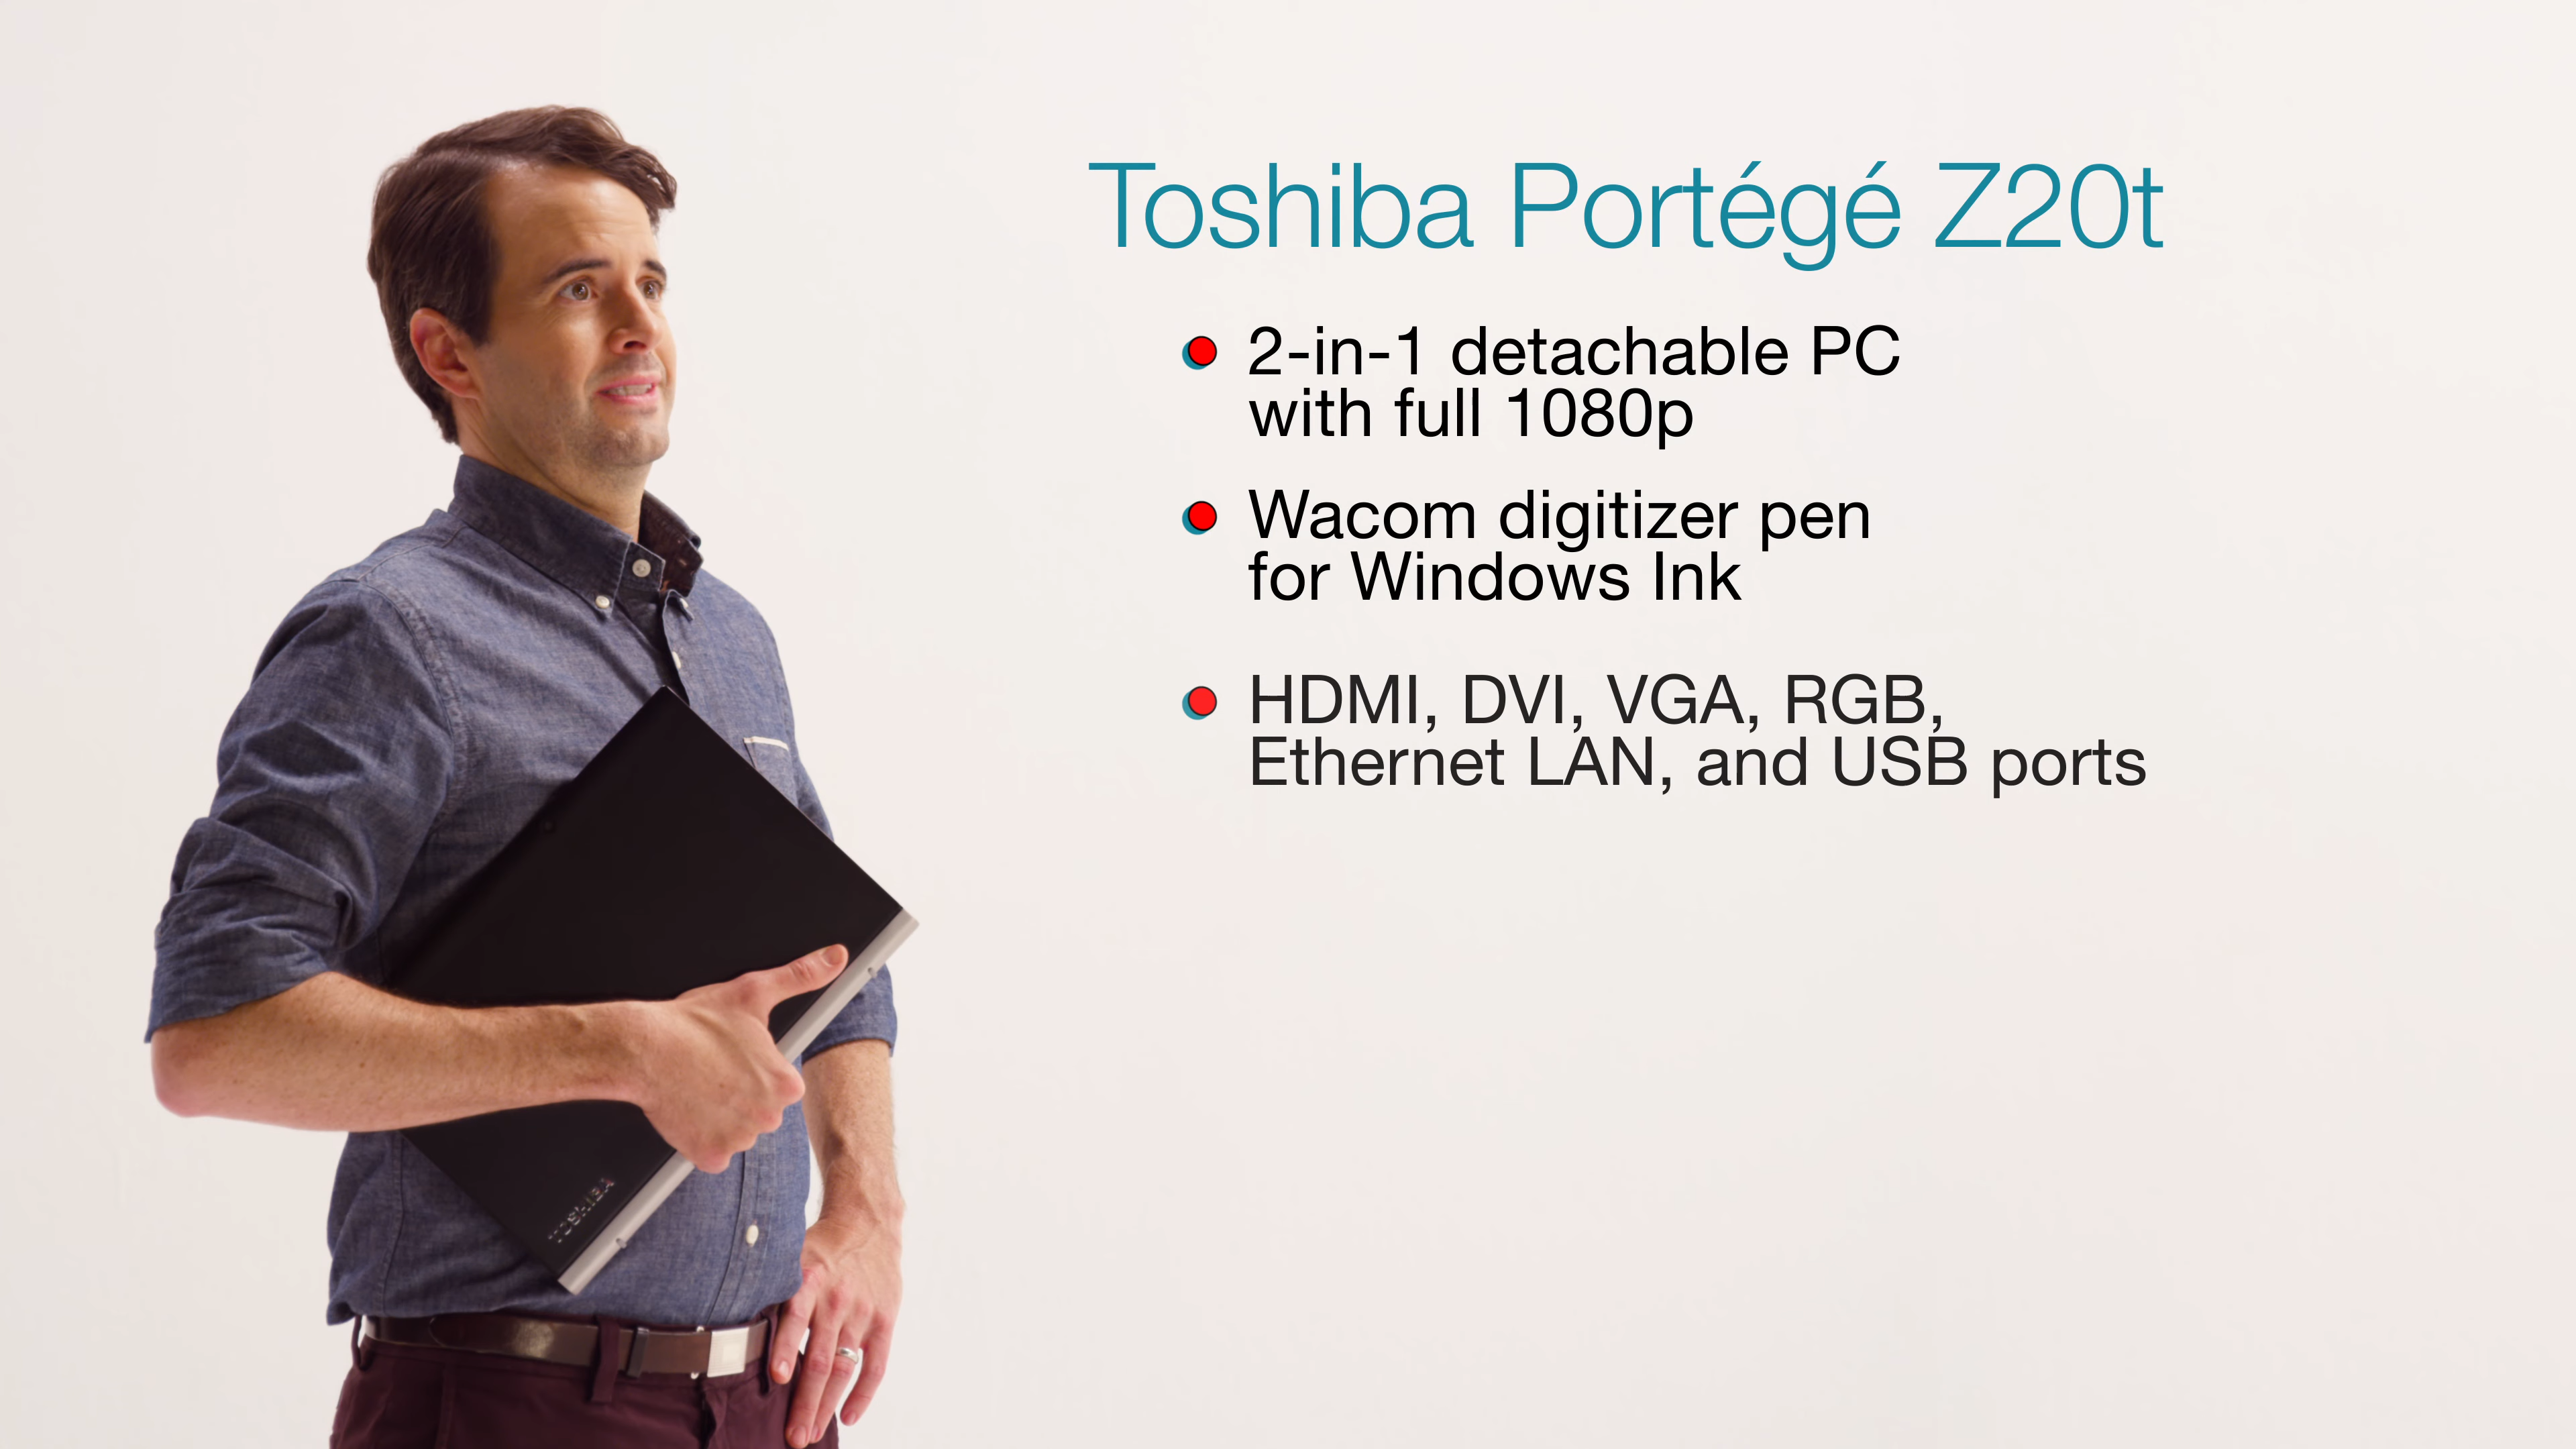 Toshiba Portégé Z20t
2-in-1 detachable PC
with full 1080p
Wacom digitizer pen
for Windows Ink
HDMI, DVI, VGA, RGB,
Ethernet LAN, and USB ports
TOSHIBA